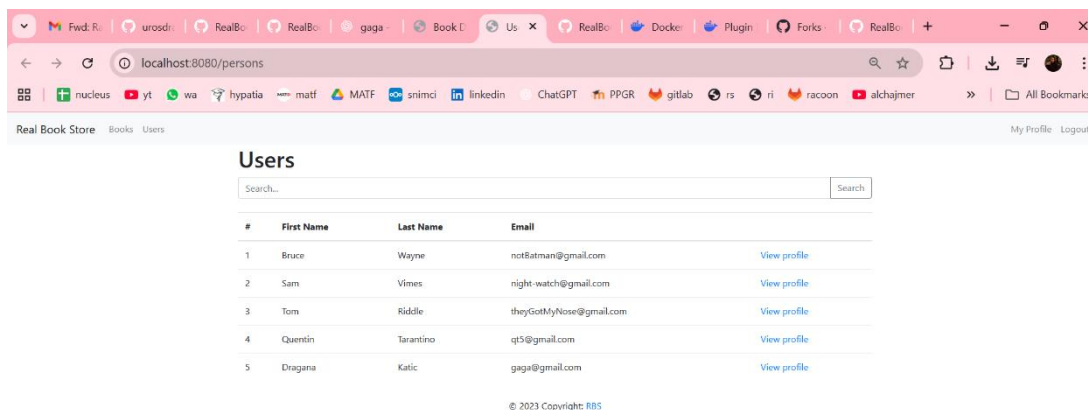 Fwd: Ra urosdr RealBo RealBo gaga - Book D Us RealBo Docker Plugin Forks · RealBo
localhost:8080/persons
nucleus yt wa hypatia matf MATF snimci linkedin ChatGPT PPGR gitlab rs ri racoon alchajmer » All Bookmarks
Real Book Store Books Users My Profile Logout
Users
Search... Search
# First Name Last Name Email
1 Bruce Wayne notBatman@gmail.com View profile
2 Sam Vimes night-watch@gmail.com View profile
3 Tom Riddle theyGotMyNose@gmail.com View profile
4 Quentin Tarantino qt5@gmail.com View profile
5 Dragana Katic gaga@gmail.com View profile
© 2023 Copyright: RBS